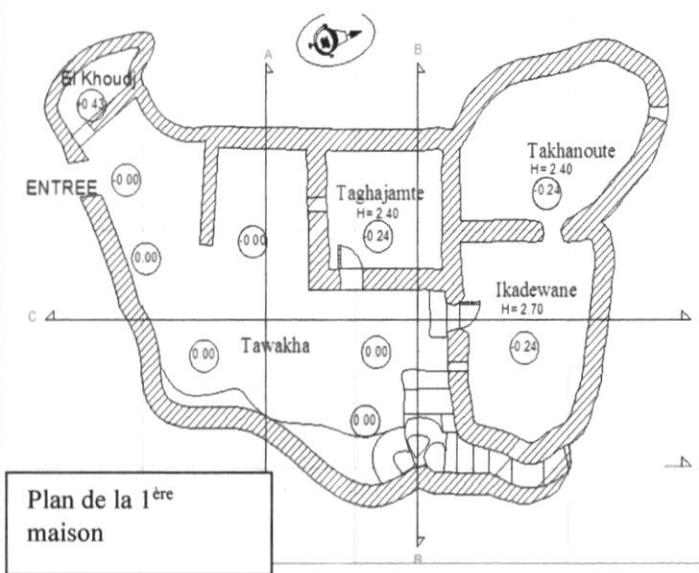 A
B
El Khoudj
+0 43
ENTREE
-0.00
Takhanoute
H= 2.40
-0.24
Taghajamte
H= 2.40
-0.24
-0.00
0.00
Ikadewane
H= 2.70
-0.24
C
Tawakha
0 00
0 00
0.00
Plan de la 1ère
maison
B